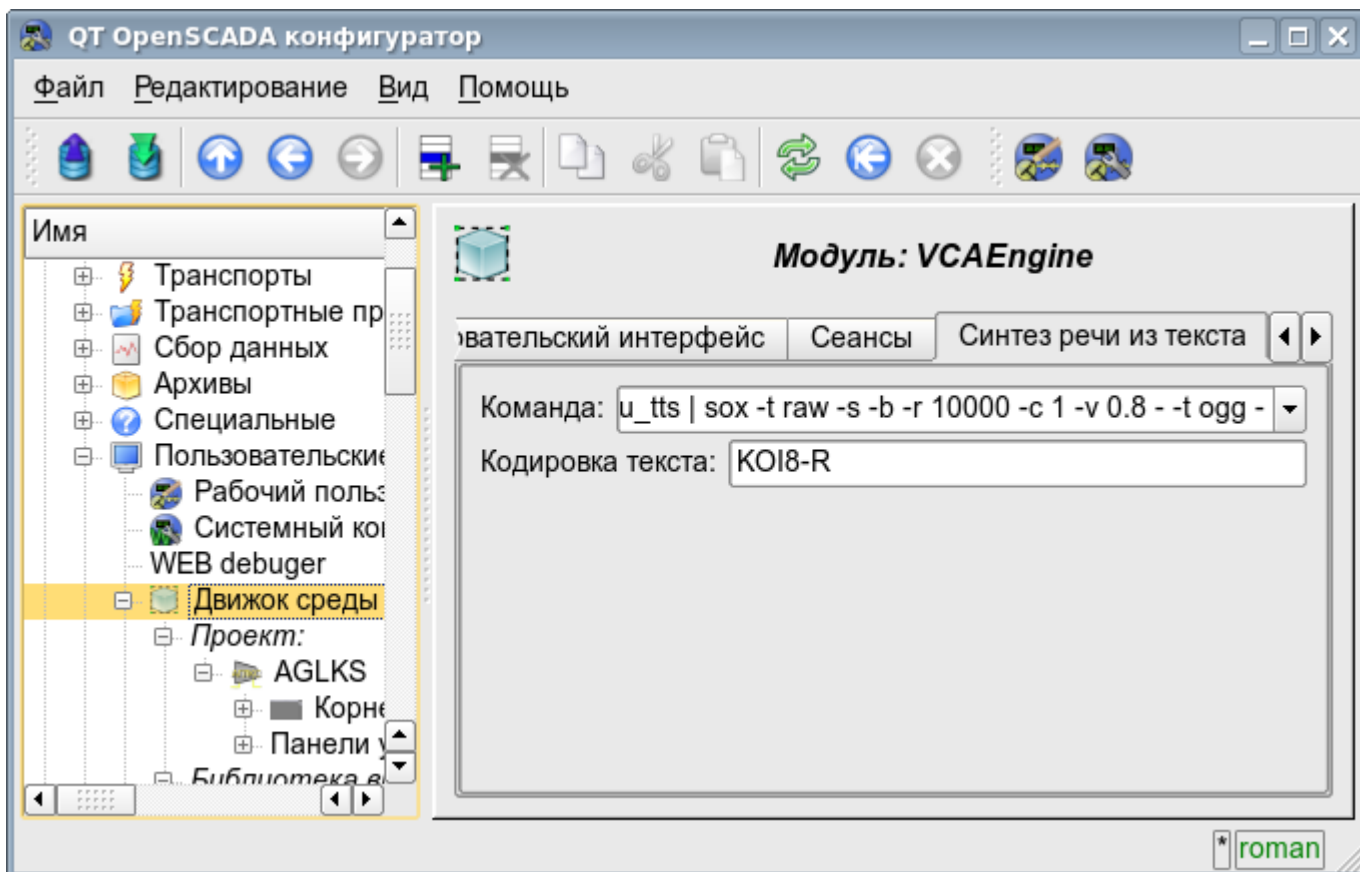 QT OpenSCADA конфигуратор
Файл Редактирование Вид Помощь
Имя
Транспорты
Транспортные пр
Сбор данных
Архивы
Специальные
Пользовательские
Рабочий польз
Системный ко
WEB debuger
Движок среды
Проект:
AGLKS
Корне
Панели у
Библиотека в
Модуль: VCAEngine
овательский интерфейс Сеансы Синтез речи из текста
Команда: u_tts | sox -t raw -s -b -r 10000 -c 1 -v 0.8 - -t ogg -
Кодировка текста: KOI8-R
* roman